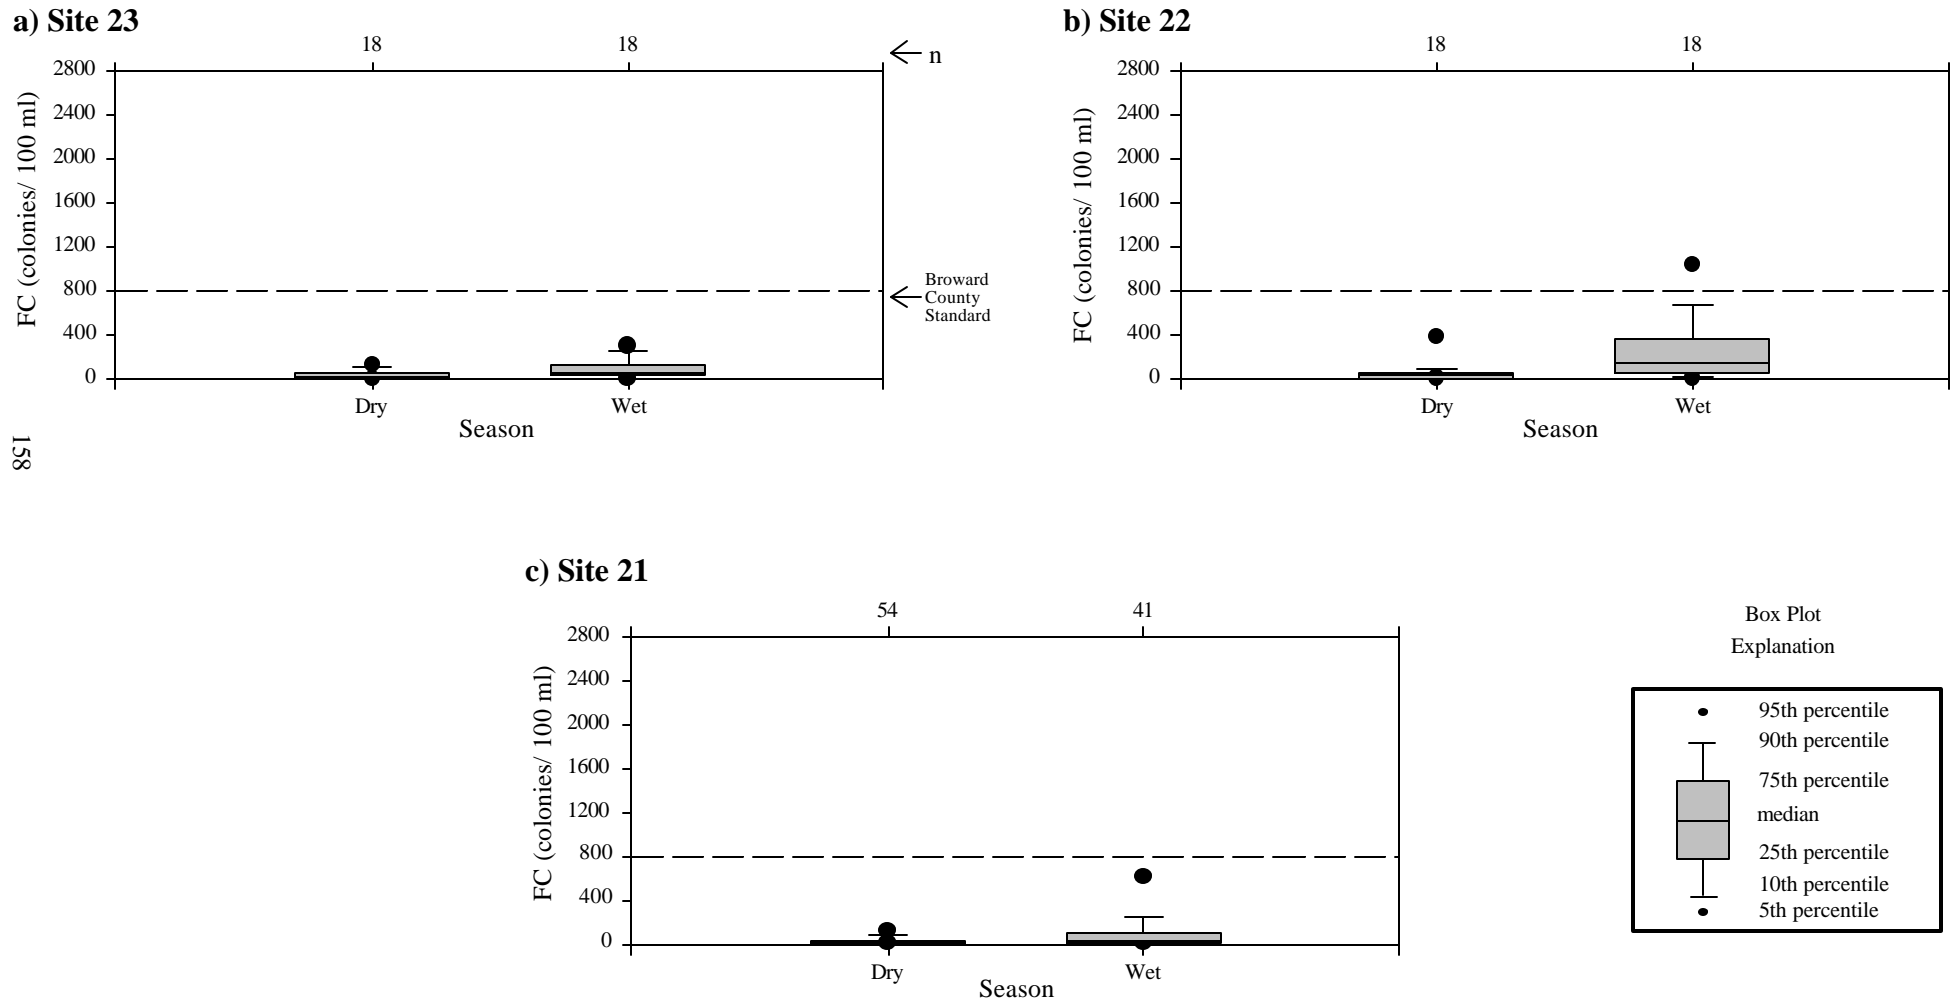 a) Site 23
18
18
n
2800
2400
2000
1600
1200
800
400
0
FC (colonies/ 100 ml)
Broward
County
Standard
Dry
Wet
Season
b) Site 22
18
18
2800
2400
2000
1600
1200
800
400
0
FC (colonies/ 100 ml)
Dry
Wet
Season
158
c) Site 21
54
41
2800
2400
2000
1600
1200
800
400
0
FC (colonies/ 100 ml)
Dry
Wet
Season
Box Plot
Explanation
95th percentile
90th percentile
75th percentile
median
25th percentile
10th percentile
5th percentile